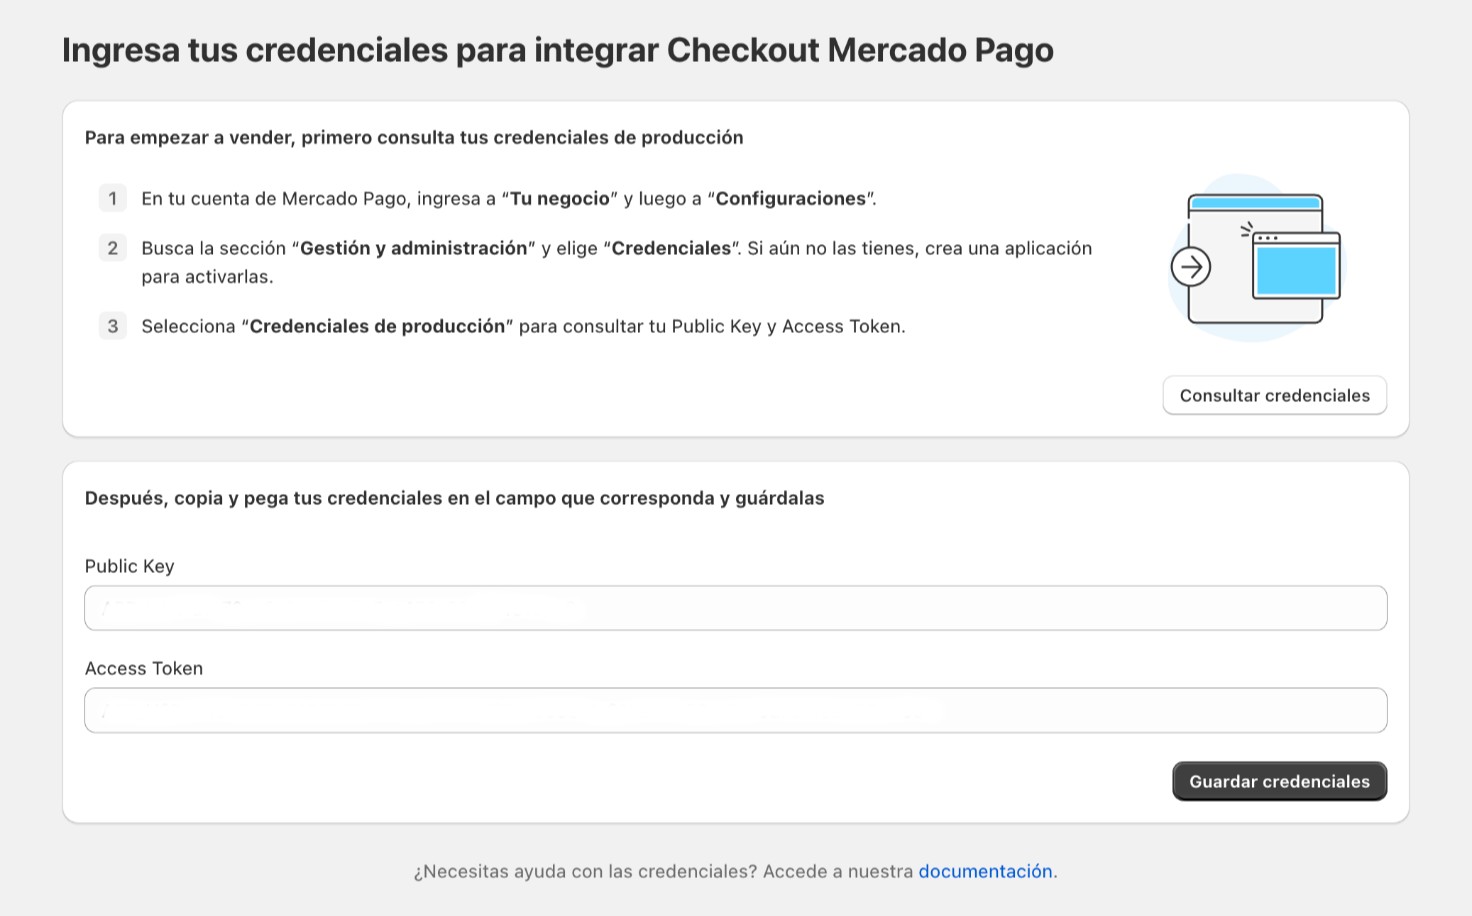 Ingresa tus credenciales para integrar Checkout Mercado Pago
Para empezar a vender, primero consulta tus credenciales de producción
1 En tu cuenta de Mercado Pago, ingresa a “Tu negocio” y luego a “Configuraciones”.
2 Busca la sección “Gestión y administración” y elige “Credenciales”. Si aún no las tienes, crea una aplicación
para activarlas.
3 Selecciona “Credenciales de producción” para consultar tu Public Key y Access Token.
Consultar credenciales
Después, copia y pega tus credenciales en el campo que corresponda y guárdalas
Public Key
Access Token
Guardar credenciales
¿Necesitas ayuda con las credenciales? Accede a nuestra documentación.